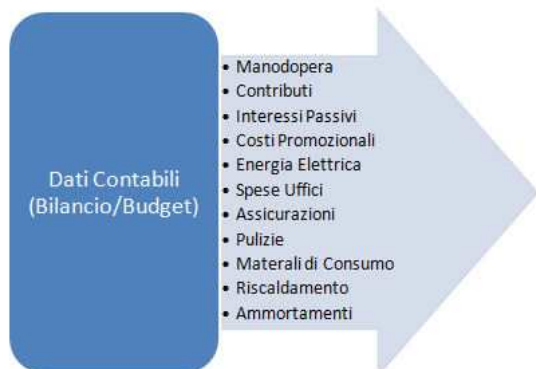 Dati Contabili
(Bilancio/Budget)
• Manodopera
• Contributi
• Interessi Passivi
• Costi Promozionali
• Energia Elettrica
• Spese Uffici
• Assicurazioni
• Pulizie
• Materali di Consumo
• Riscaldamento
• Ammortamenti